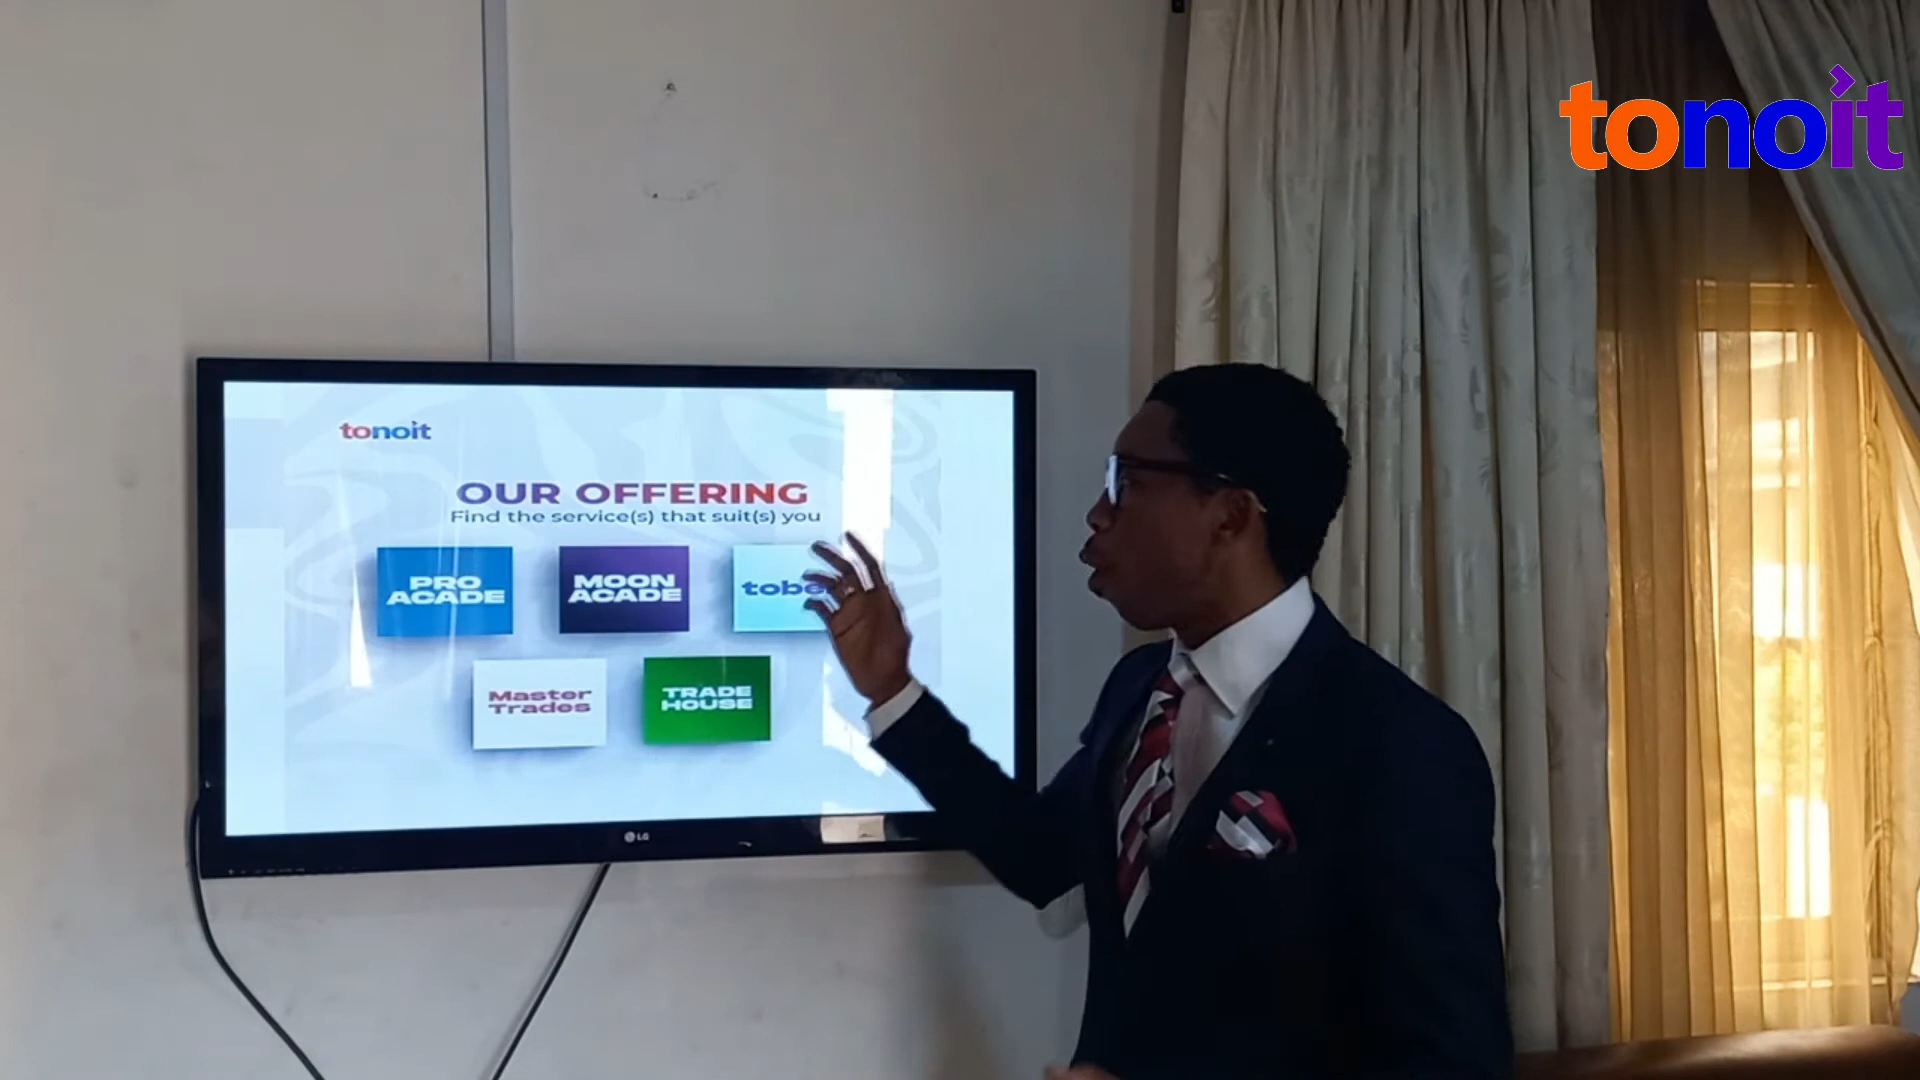 tonoit
tonoit
OUR OFFERING
Find the service(s) that suit(s) you
PRO
ACADE
MOON
ACADE
Master
Trades
TRADE
HOUSE
LG